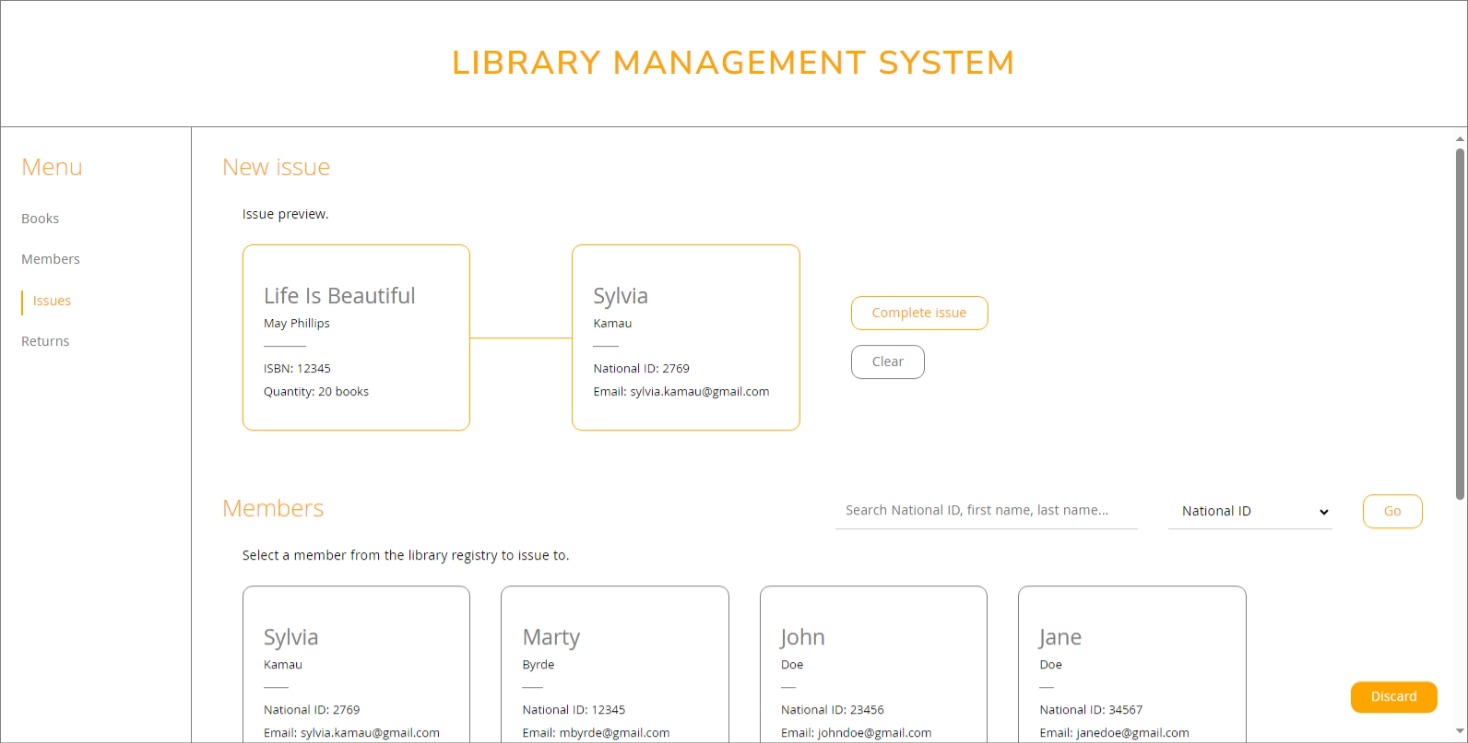 LIBRARY MANAGEMENT SYSTEM
Menu
Books
Members
Issues
Returns
New issue
Issue preview.
Life Is Beautiful
May Phillips
ISBN: 12345
Quantity: 20 books
Sylvia
Kamau
National ID: 2769
Email: sylvia.kamau@gmail.com
Complete issue
Clear
Members
Search National ID, first name, last name...
National ID
Go
Select a member from the library registry to issue to.
Sylvia
Kamau
National ID: 2769
Email: sylvia.kamau@gmail.com
Marty
Byrde
National ID: 12345
Email: mbyrde@gmail.com
John
Doe
National ID: 23456
Email: johndoe@gmail.com
Jane
Doe
National ID: 34567
Email: janedoe@gmail.com
Discard